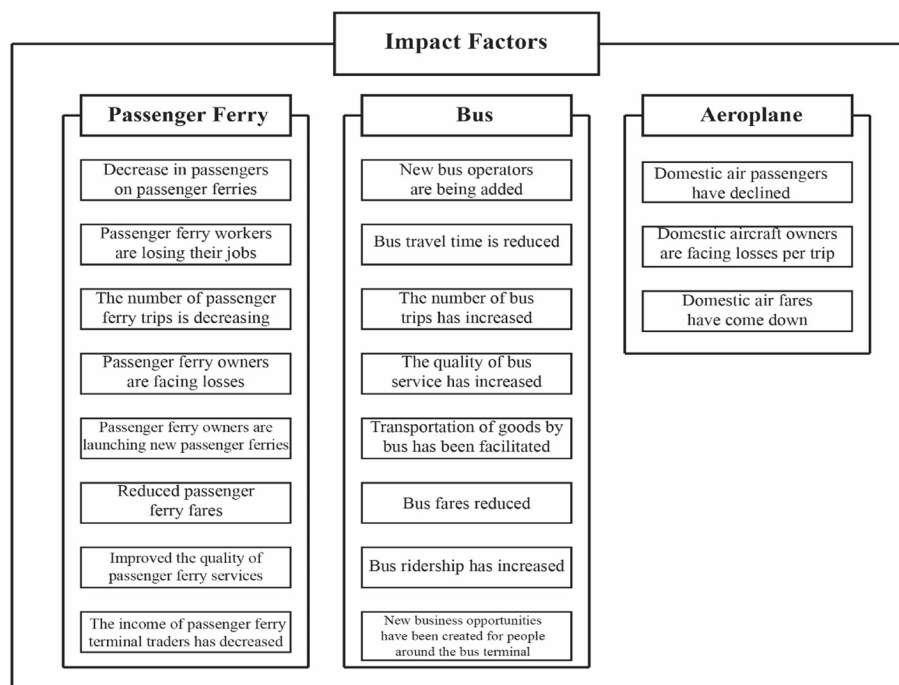 Impact Factors
Passenger Ferry
Decrease in passengers
on passenger ferries
Passenger ferry workers
are losing their jobs
The number of passenger
ferry trips is decreasing
Passenger ferry owners
are facing losses
Passenger ferry owners are
launching new passenger ferries
Reduced passenger
ferry fares
Improved the quality of
passenger ferry services
The income of passenger ferry
terminal traders has decreased
Bus
New bus operators
are being added
Bus travel time is reduced
The number of bus
trips has increased
The quality of bus
service has increased
Transportation of goods by
bus has been facilitated
Bus fares reduced
Bus ridership has increased
New business opportunities
have been created for people
around the bus terminal
Aeroplane
Domestic air passengers
have declined
Domestic aircraft owners
are facing losses per trip
Domestic air fares
have come down